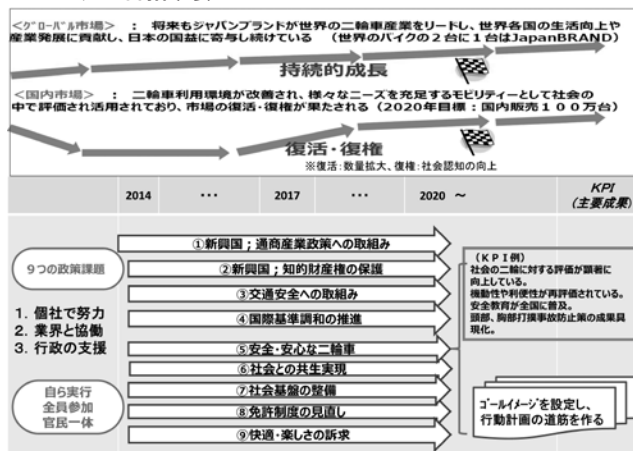 <グローバル市場> : 将来もジャパンブランドが世界の二輪車産業をリードし、世界各国の生活向上や
産業発展に貢献し、日本の国益に寄与し続けている (世界のバイクの2台に1台はJapanBRAND)
持続的成長
<国内市場> : 二輪車利用環境が改善され、様々なニーズを充足するモビリティーとして社会の
中で評価され活用されており、市場の復活・復権が果たされる (2020年目標:国内販売100万台)
復活・復権
※復活:数量拡大、復権:社会認知の向上
2014 ・・・ 2017 ・・・ 2020 ~ KPI
(主要成果)
9つの政策課題
1. 個社で努力
2. 業界と協働
3. 行政の支援
自ら実行
全員参加
官民一体
①新興国;通商産業政策への取組み
②新興国;知的財産権の保護
③交通安全への取組み
④国際基準調和の推進
⑤安全・安心な二輪車
⑥社会との共生実現
⑦社会基盤の整備
⑧免許制度の見直し
⑨快適・楽しさの訴求
(KPI例)
社会の二輪に対する評価が顕著に
向上している。
機動性や利便性が再評価されている。
安全教育が全国に普及。
頭部、胸部打撲事故防止策の成果具
現化。
ゴールイメージを設定し、
行動計画の道筋を作る